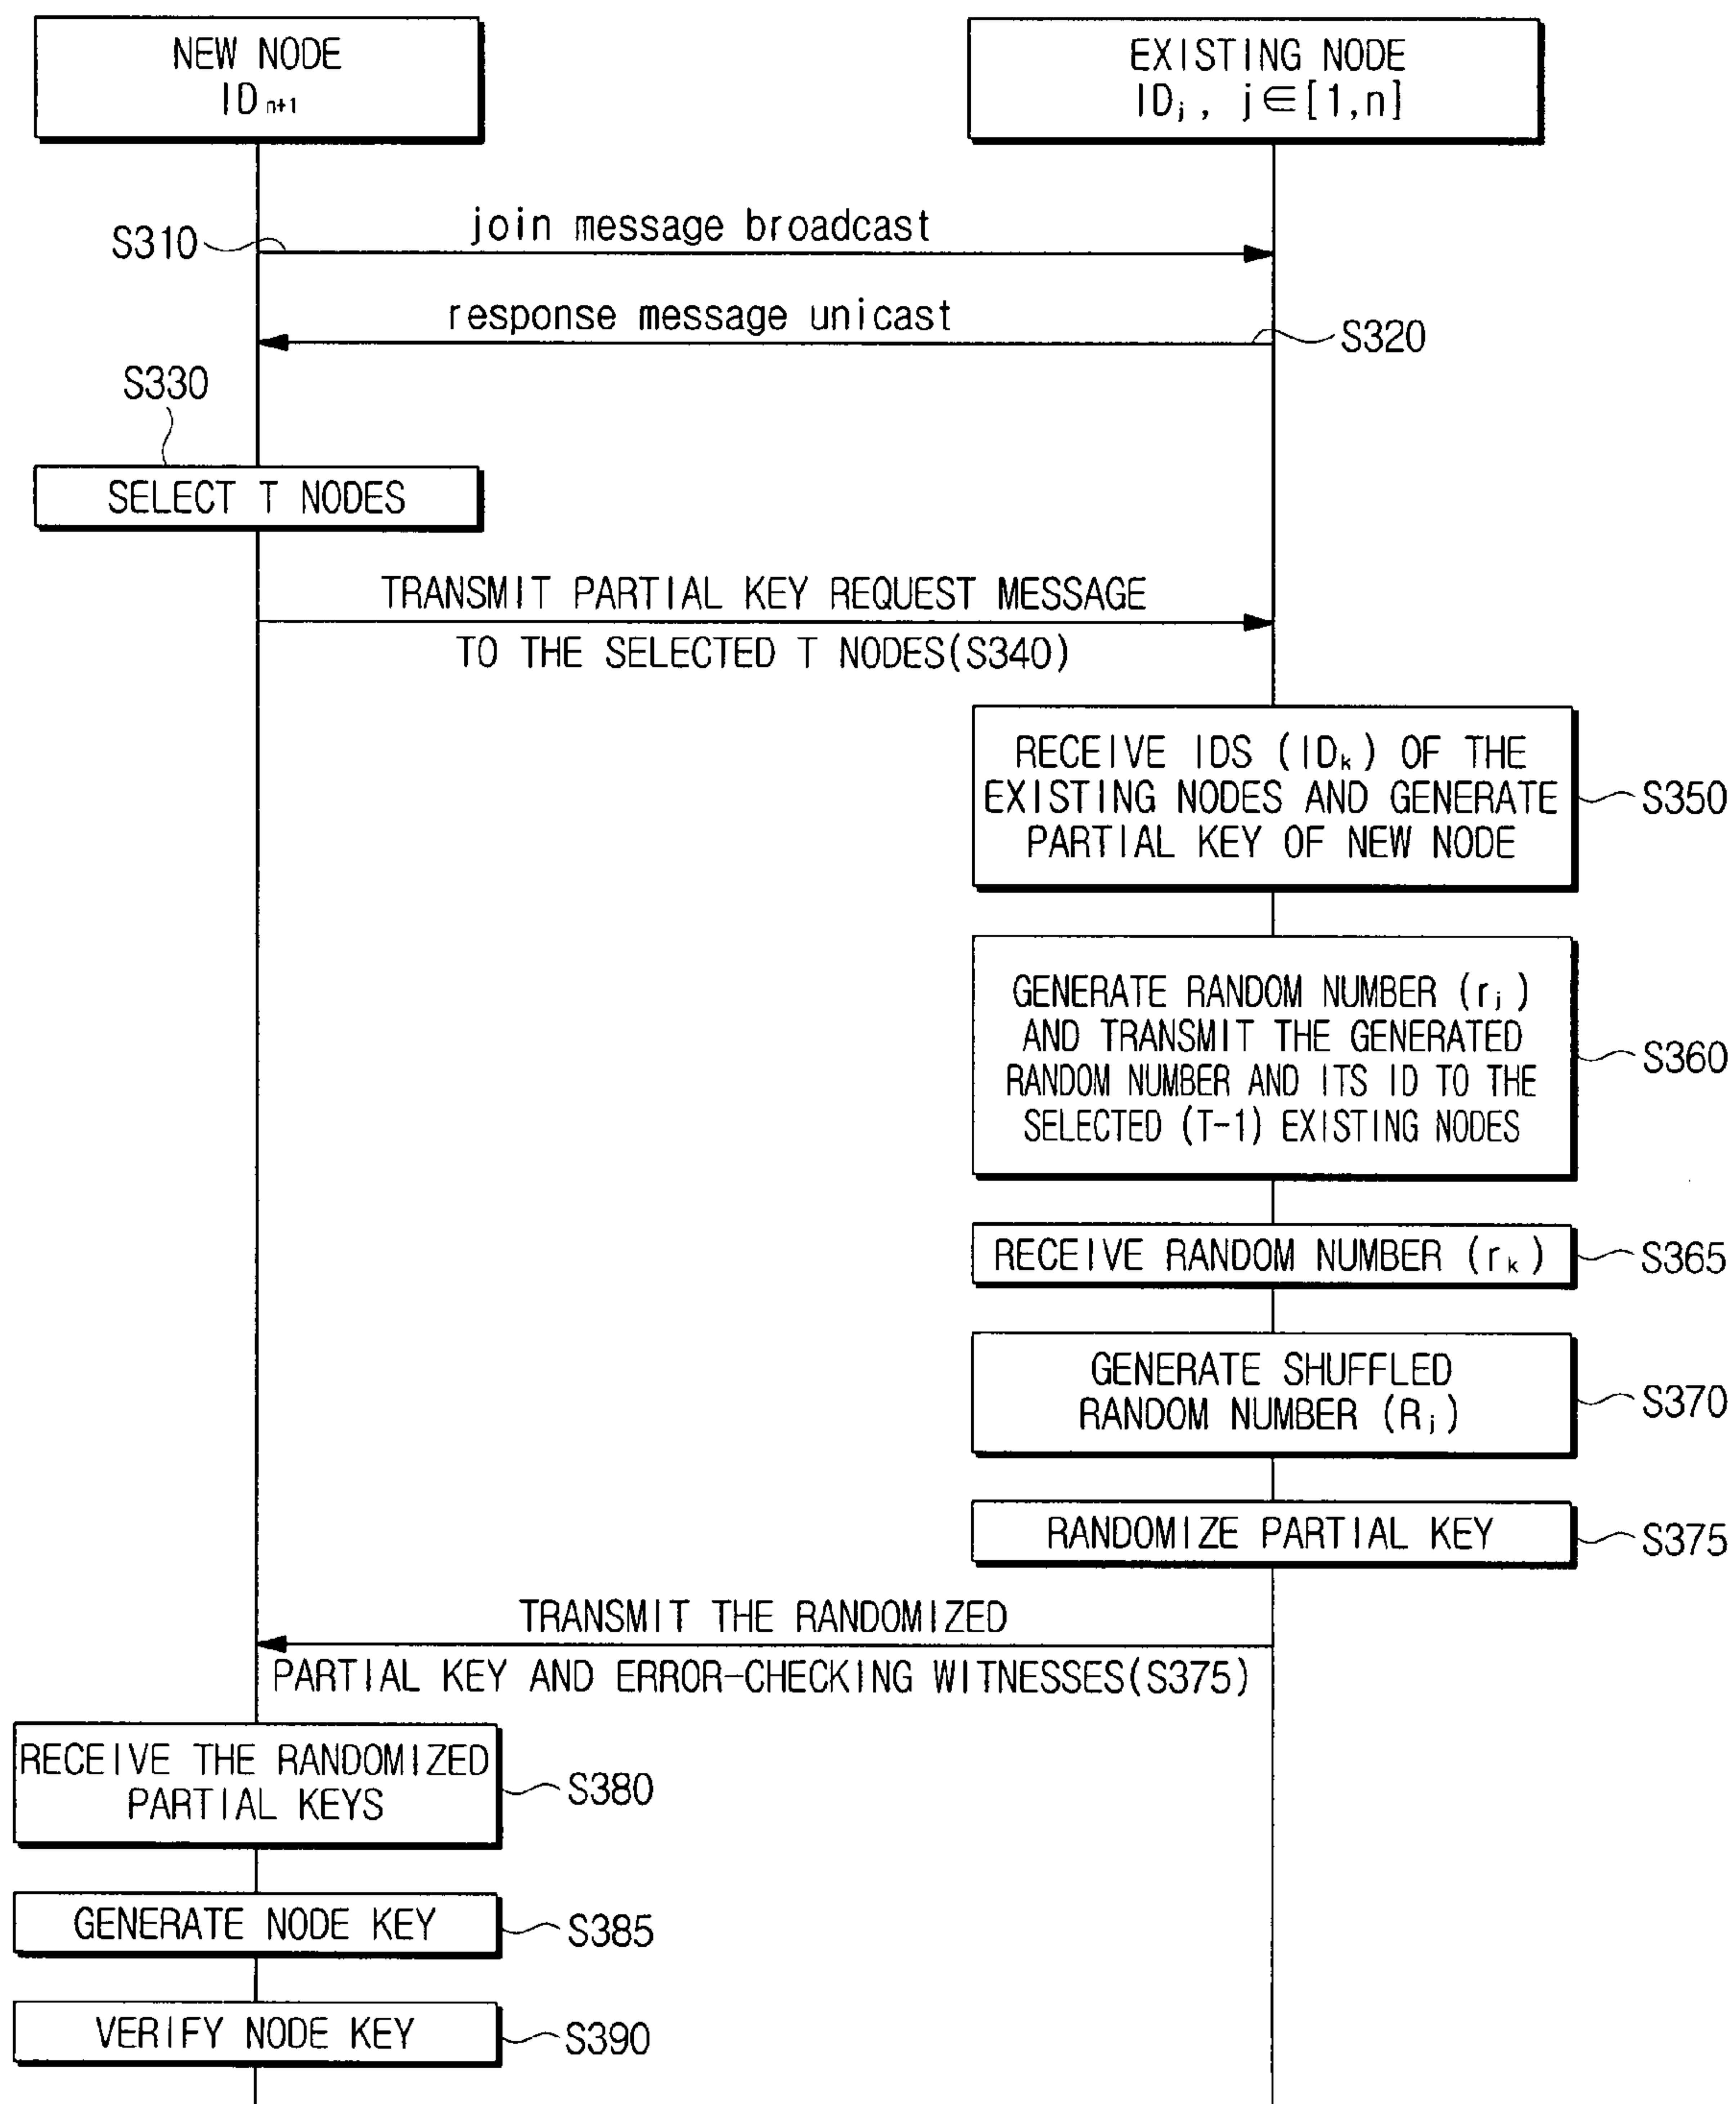 NEW NODE
IDn+1
EXISTING NODE
IDj, j∈[1,n]
join message broadcast
S310
response message unicast
S320
S330
SELECT T NODES
TRANSMIT PARTIAL KEY REQUEST MESSAGE
TO THE SELECTED T NODES(S340)
RECEIVE IDS (IDk) OF THE
EXISTING NODES AND GENERATE
PARTIAL KEY OF NEW NODE
S350
GENERATE RANDOM NUMBER (rj)
AND TRANSMIT THE GENERATED
RANDOM NUMBER AND ITS ID TO THE
SELECTED (T-1) EXISTING NODES
S360
RECEIVE RANDOM NUMBER (rk)
S365
GENERATE SHUFFLED
RANDOM NUMBER (Rj)
S370
RANDOMIZE PARTIAL KEY
S375
TRANSMIT THE RANDOMIZED
PARTIAL KEY AND ERROR-CHECKING WITNESSES(S375)
RECEIVE THE RANDOMIZED
PARTIAL KEYS
S380
GENERATE NODE KEY
S385
VERIFY NODE KEY
S390